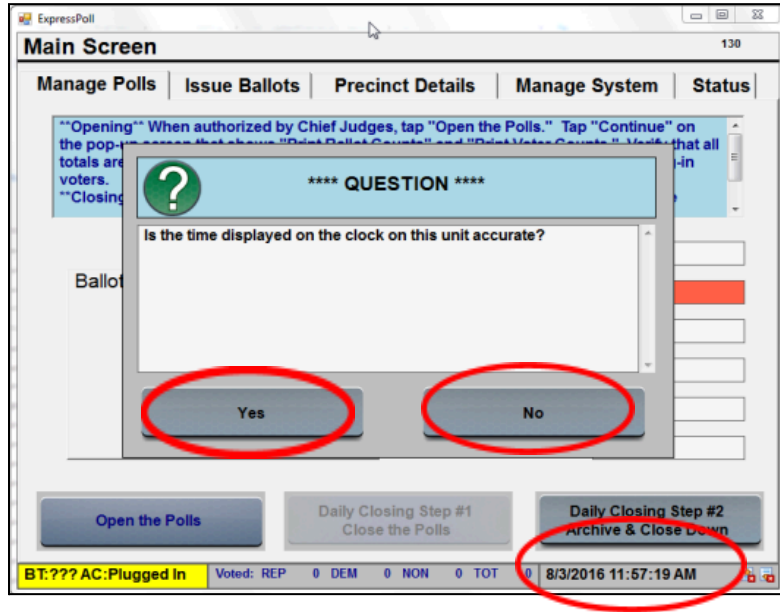 ExpressPoll
Main Screen
130
Manage Polls
Issue Ballots
Precinct Details
Manage System
Status
**Opening** When authorized by Chief Judges, tap "Open the Polls." Tap "Continue" on
the pop-up screen that shows "Print Ballot Counts" and "Print Voter Counts." Verify that all
totals are
-in
voters.
**Closing
**** QUESTION ****
Is the time displayed on the clock on this unit accurate?
Ballot
Yes
No
Open the Polls
Daily Closing Step #1
Close the Polls
Daily Closing Step #2
Archive & Close Down
BT:??? AC:Plugged In
Voted: REP 0 DEM 0 NON 0 TOT 0
8/3/2016 11:57:19 AM